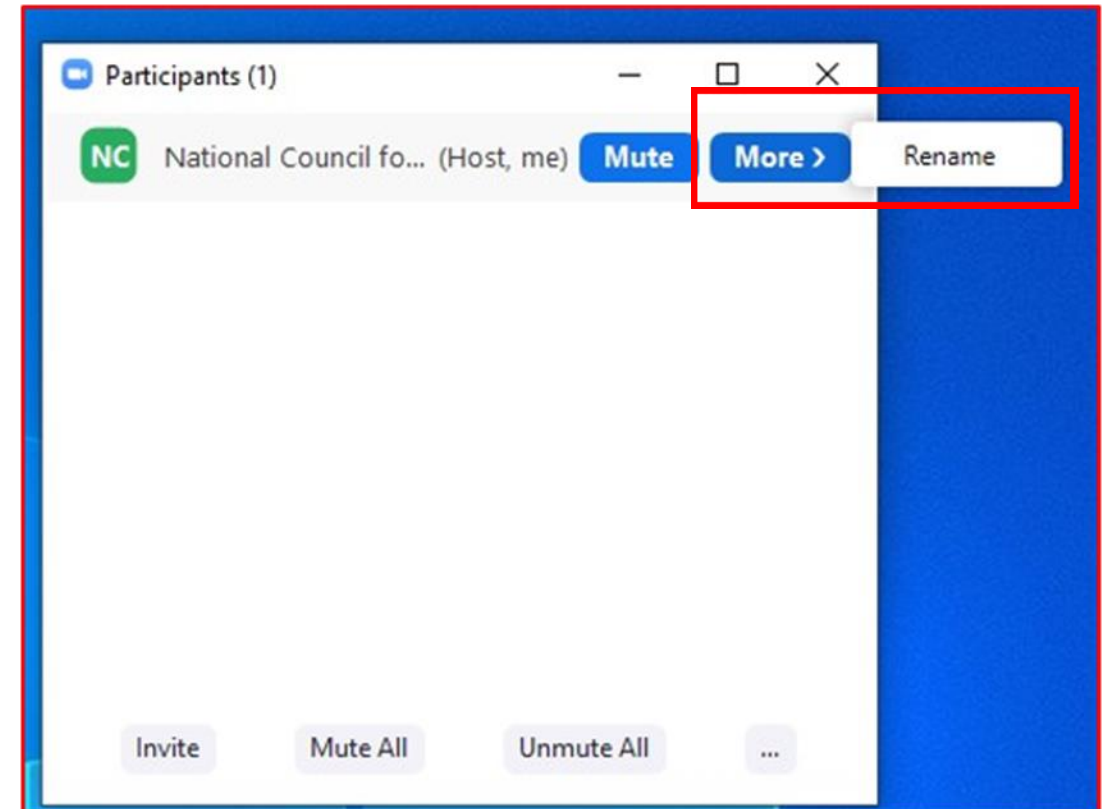 Participants (1)
NC National Council fo... (Host, me) Mute More > Rename
Invite Mute All Unmute All ...